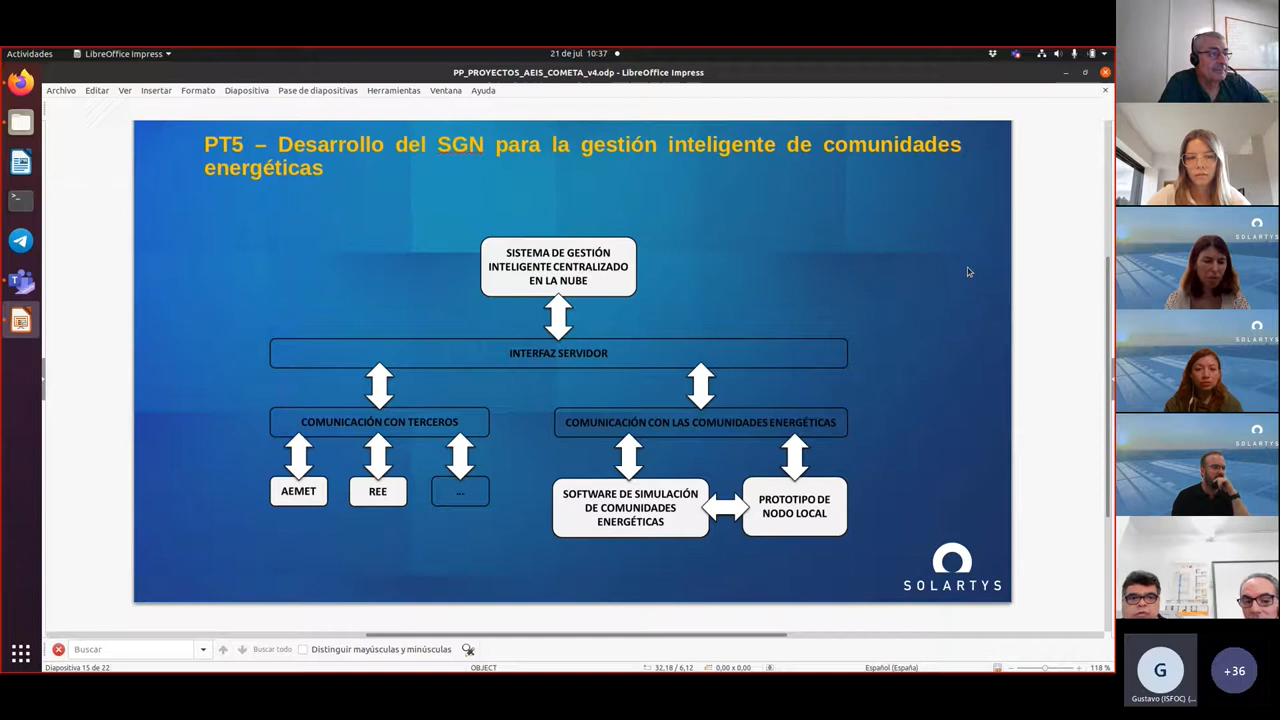 Actividades
LibreOffice Impress
21 de jul 10:37
PP_PROYECTOS_AEIS_COMETA_v4.odp - LibreOffice Impress
Archivo Editar Ver Insertar Formato Diapositiva Pase de diapositivas Herramientas Ventana Ayuda
PT5 – Desarrollo del SGN para la gestión inteligente de comunidades
energéticas
SISTEMA DE GESTIÓN
INTELIGENTE CENTRALIZADO
EN LA NUBE
INTERFAZ SERVIDOR
COMUNICACIÓN CON TERCEROS
COMUNICACIÓN CON LAS COMUNIDADES ENERGÉTICAS
AEMET
REE
...
SOFTWARE DE SIMULACIÓN
DE COMUNIDADES
ENERGÉTICAS
PROTOTIPO DE
NODO LOCAL
SOLARTYS
Buscar
Buscar todo
Distinguir mayúsculas y minúsculas
Diapositiva 15 de 22
OBJECT
32,18 / 6,12
0,00 x 0,00
Español (España)
118 %
SOLARTYS
SOLARTYS
SOLARTYS
G
Gustavo (ISFOC) (...
+36